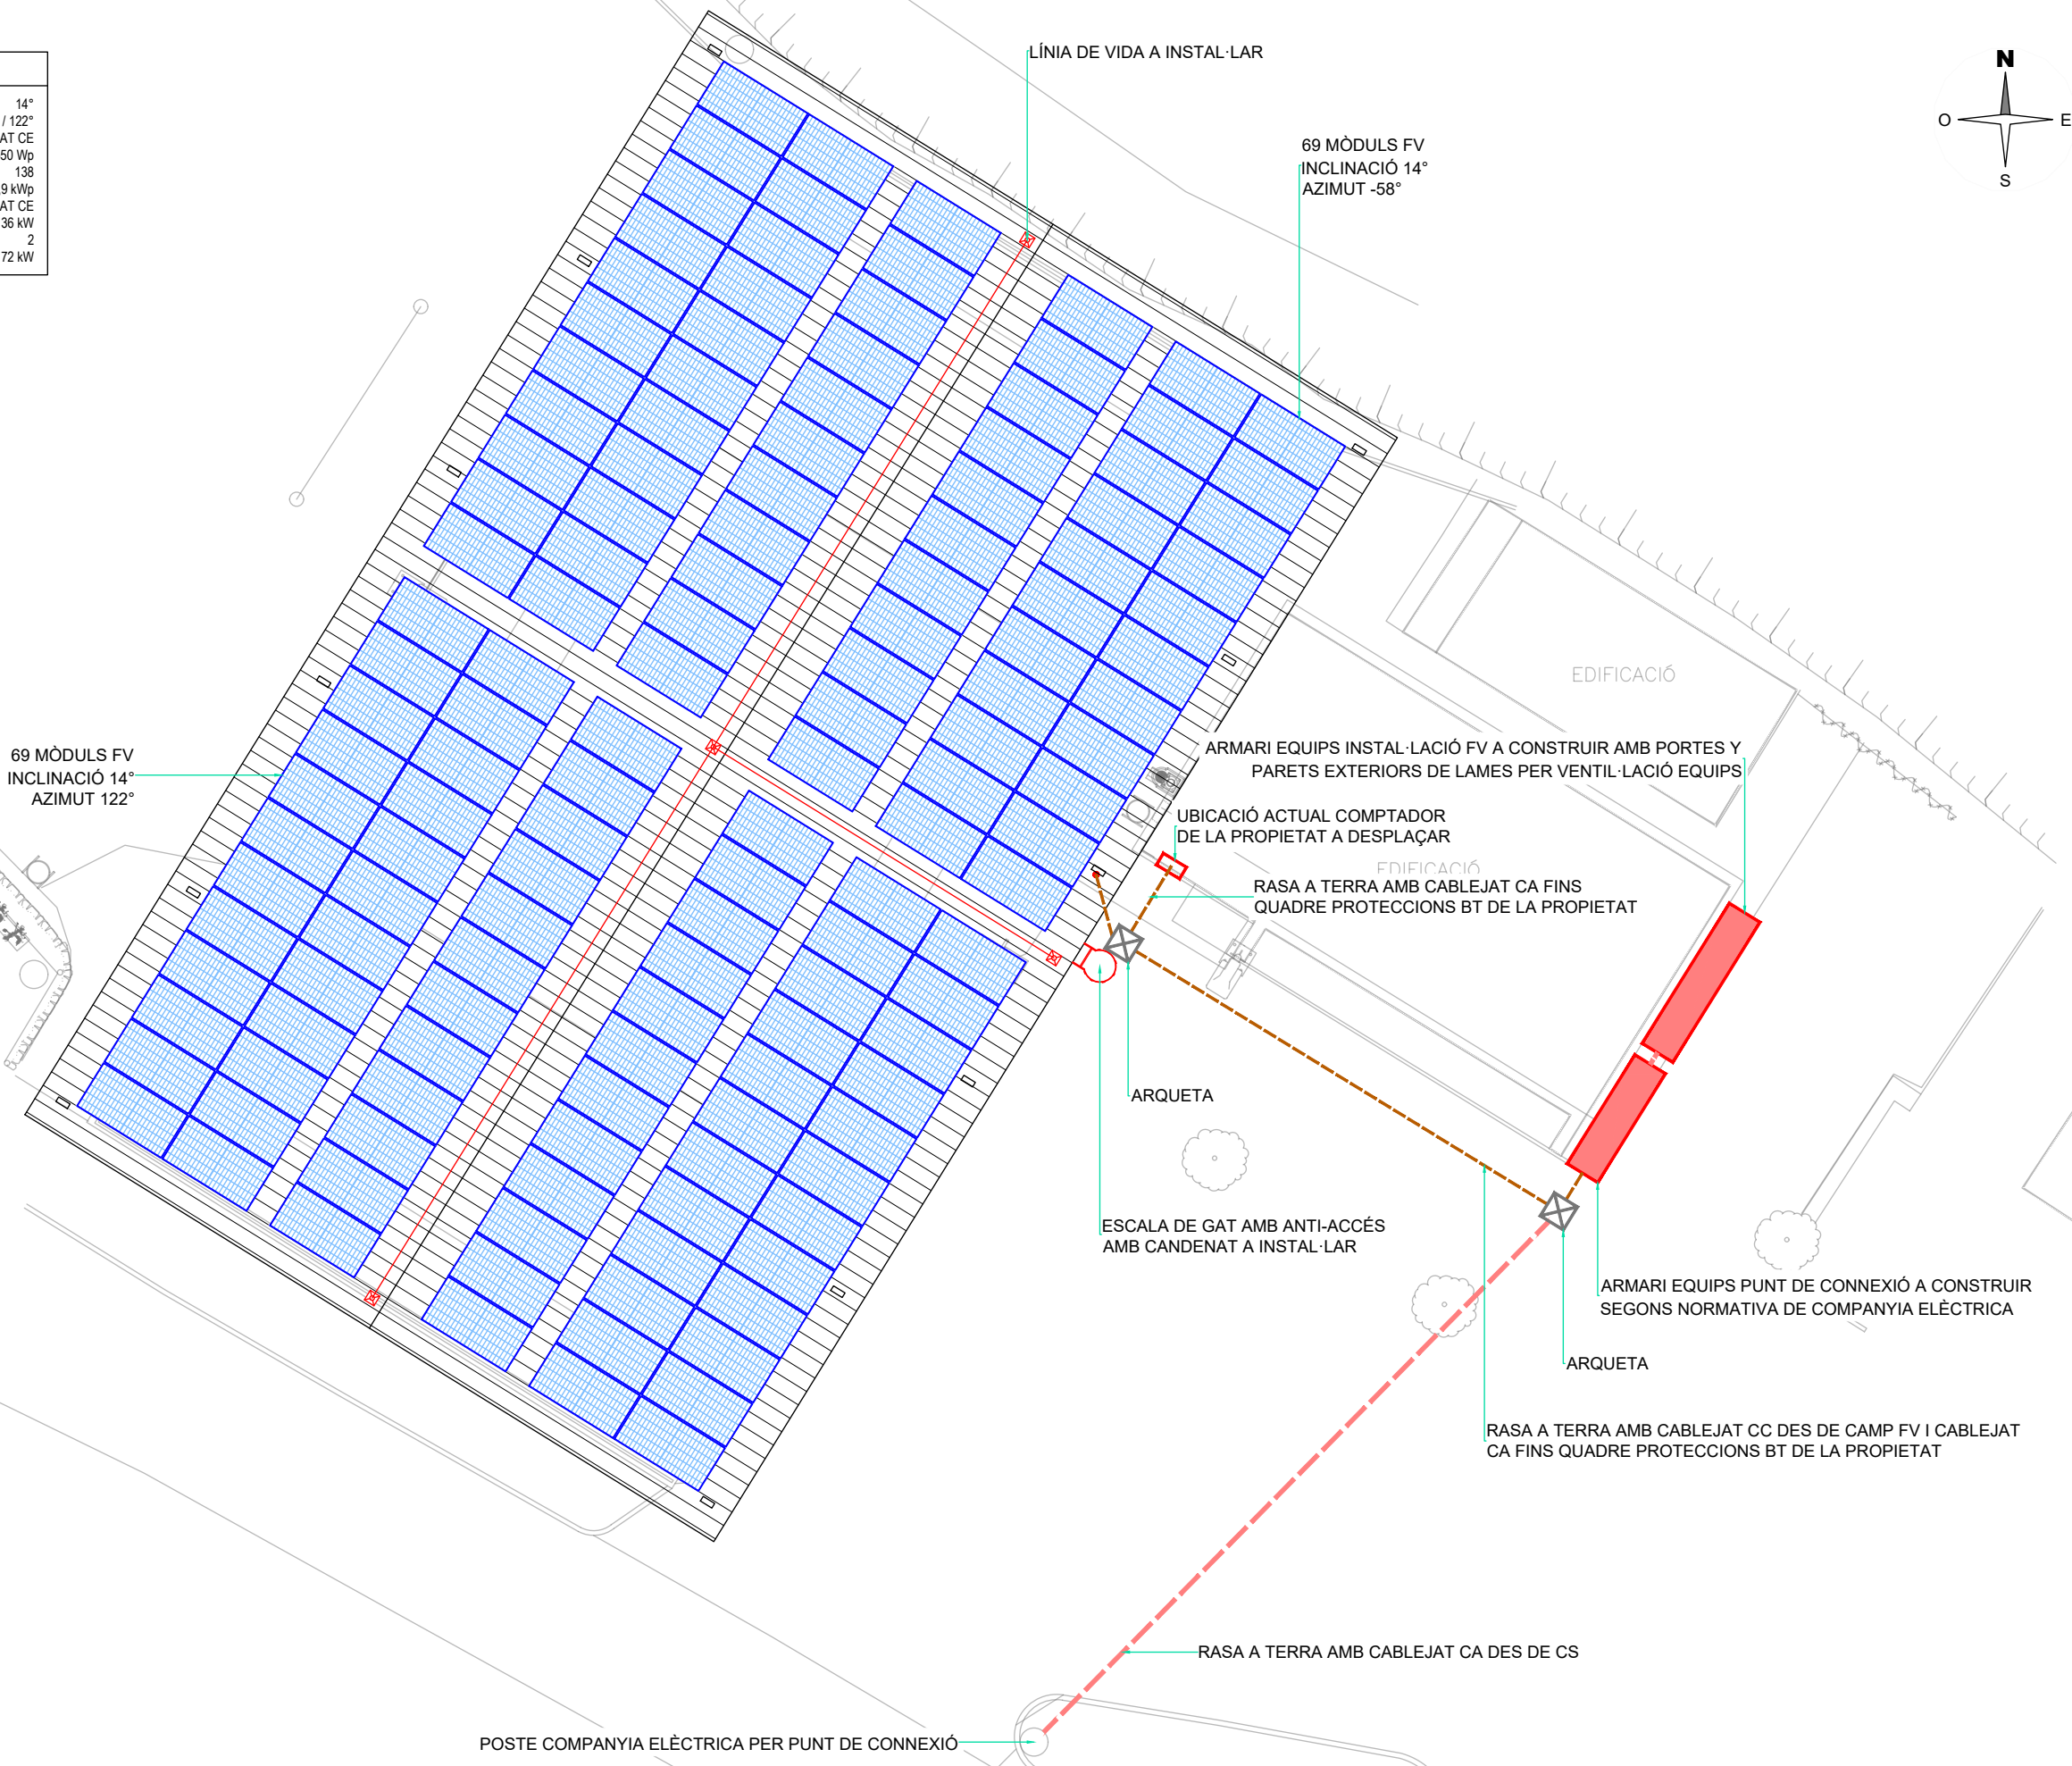 14°
/ 122°
AT CE
50 Wp
138
9 kWp
AT CE
36 kW
2
72 kW
LÍNIA DE VIDA A INSTAL·LAR
69 MÒDULS FV
INCLINACIÓ 14°
AZIMUT -58°
N
O
E
S
EDIFICACIÓ
69 MÒDULS FV
INCLINACIÓ 14°
AZIMUT 122°
ARMARI EQUIPS INSTAL·LACIÓ FV A CONSTRUIR AMB PORTES Y
PARETS EXTERIORS DE LAMES PER VENTIL·LACIÓ EQUIPS
UBICACIÓ ACTUAL COMPTADOR
DE LA PROPIETAT A DESPLAÇAR
EDIFICACIÓ
RASA A TERRA AMB CABLEJAT CA FINS
QUADRE PROTECCIONS BT DE LA PROPIETAT
ARQUETA
ESCALA DE GAT AMB ANTI-ACCÉS
AMB CANDENAT A INSTAL·LAR
ARMARI EQUIPS PUNT DE CONNEXIÓ A CONSTRUIR
SEGONS NORMATIVA DE COMPANYIA ELÈCTRICA
ARQUETA
RASA A TERRA AMB CABLEJAT CC DES DE CAMP FV I CABLEJAT
CA FINS QUADRE PROTECCIONS BT DE LA PROPIETAT
RASA A TERRA AMB CABLEJAT CA DES DE CS
POSTE COMPANYIA ELÈCTRICA PER PUNT DE CONNEXIÓ